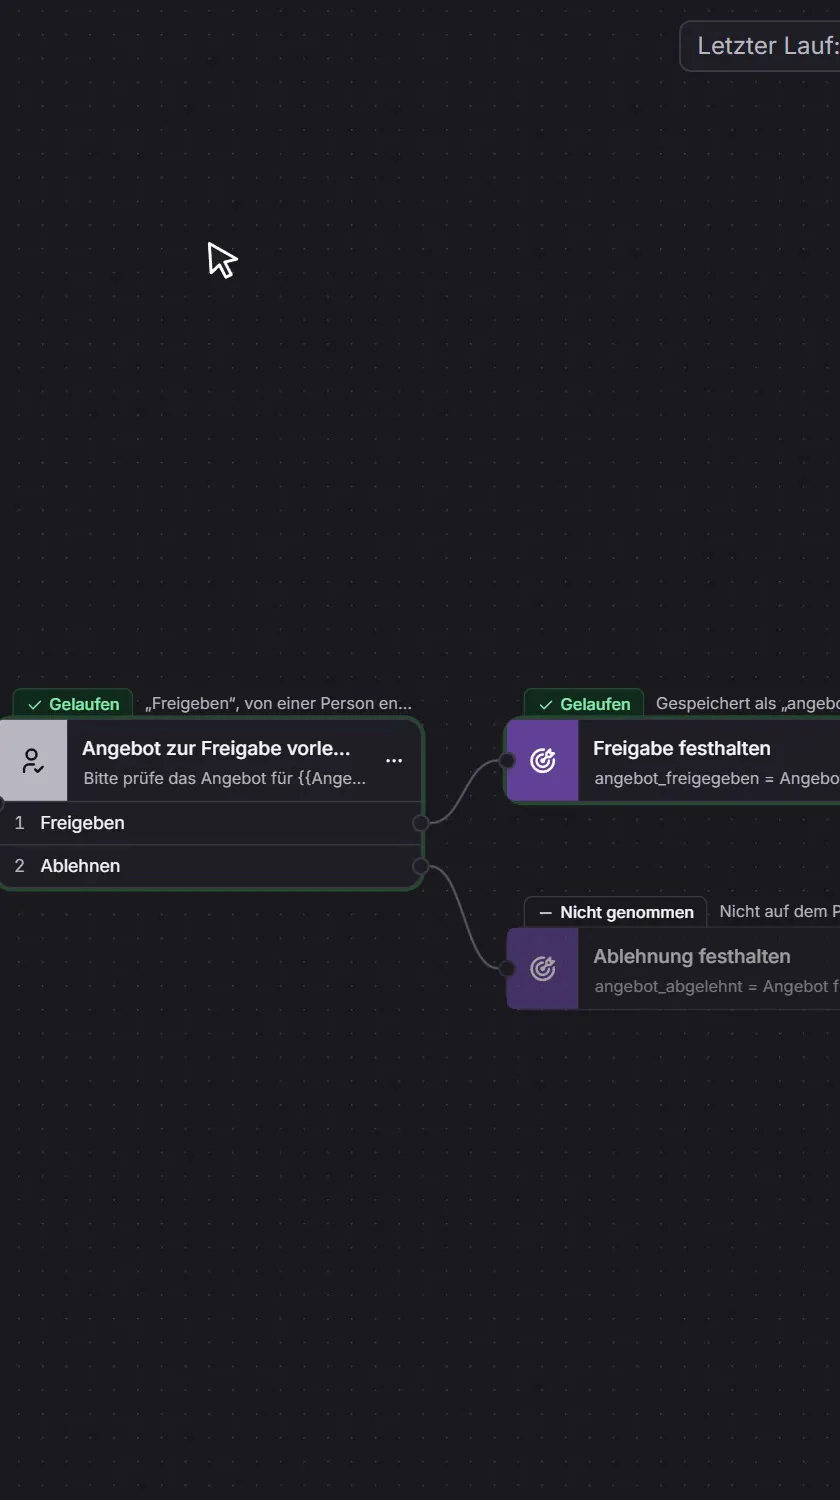 Letzter Lauf:
Gelaufen „Freigeben“, von einer Person en...
Angebot zur Freigabe vorle...
Bitte prüfe das Angebot für {{Ange...
1 Freigeben
2 Ablehnen
Gelaufen Gespeichert als „angebo
Freigabe festhalten
angebot_freigegeben = Angebo
Nicht genommen Nicht auf dem P
Ablehnung festhalten
angebot_abgelehnt = Angebot f